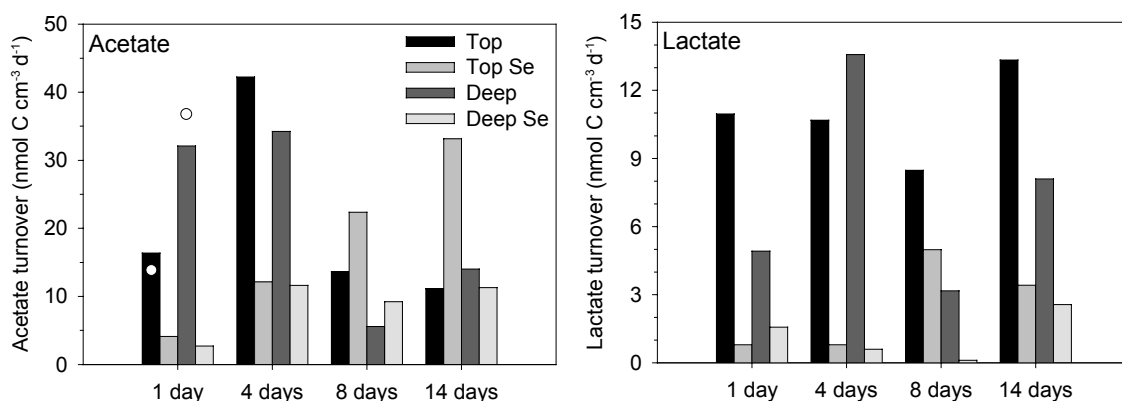 Acetate turnover (nmol C cm⁻³ d⁻¹)
50
40
30
20
10
0
Acetate
Top
Top Se
Deep
Deep Se
1 day
4 days
8 days
14 days
Lactate turnover (nmol C cm⁻³ d⁻¹)
15
12
9
6
3
0
Lactate
1 day
4 days
8 days
14 days